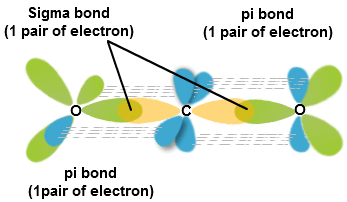 Sigma bond
(1 pair of electron)
pi bond
(1 pair of electron)
O
C
O
pi bond
(1pair of electron)